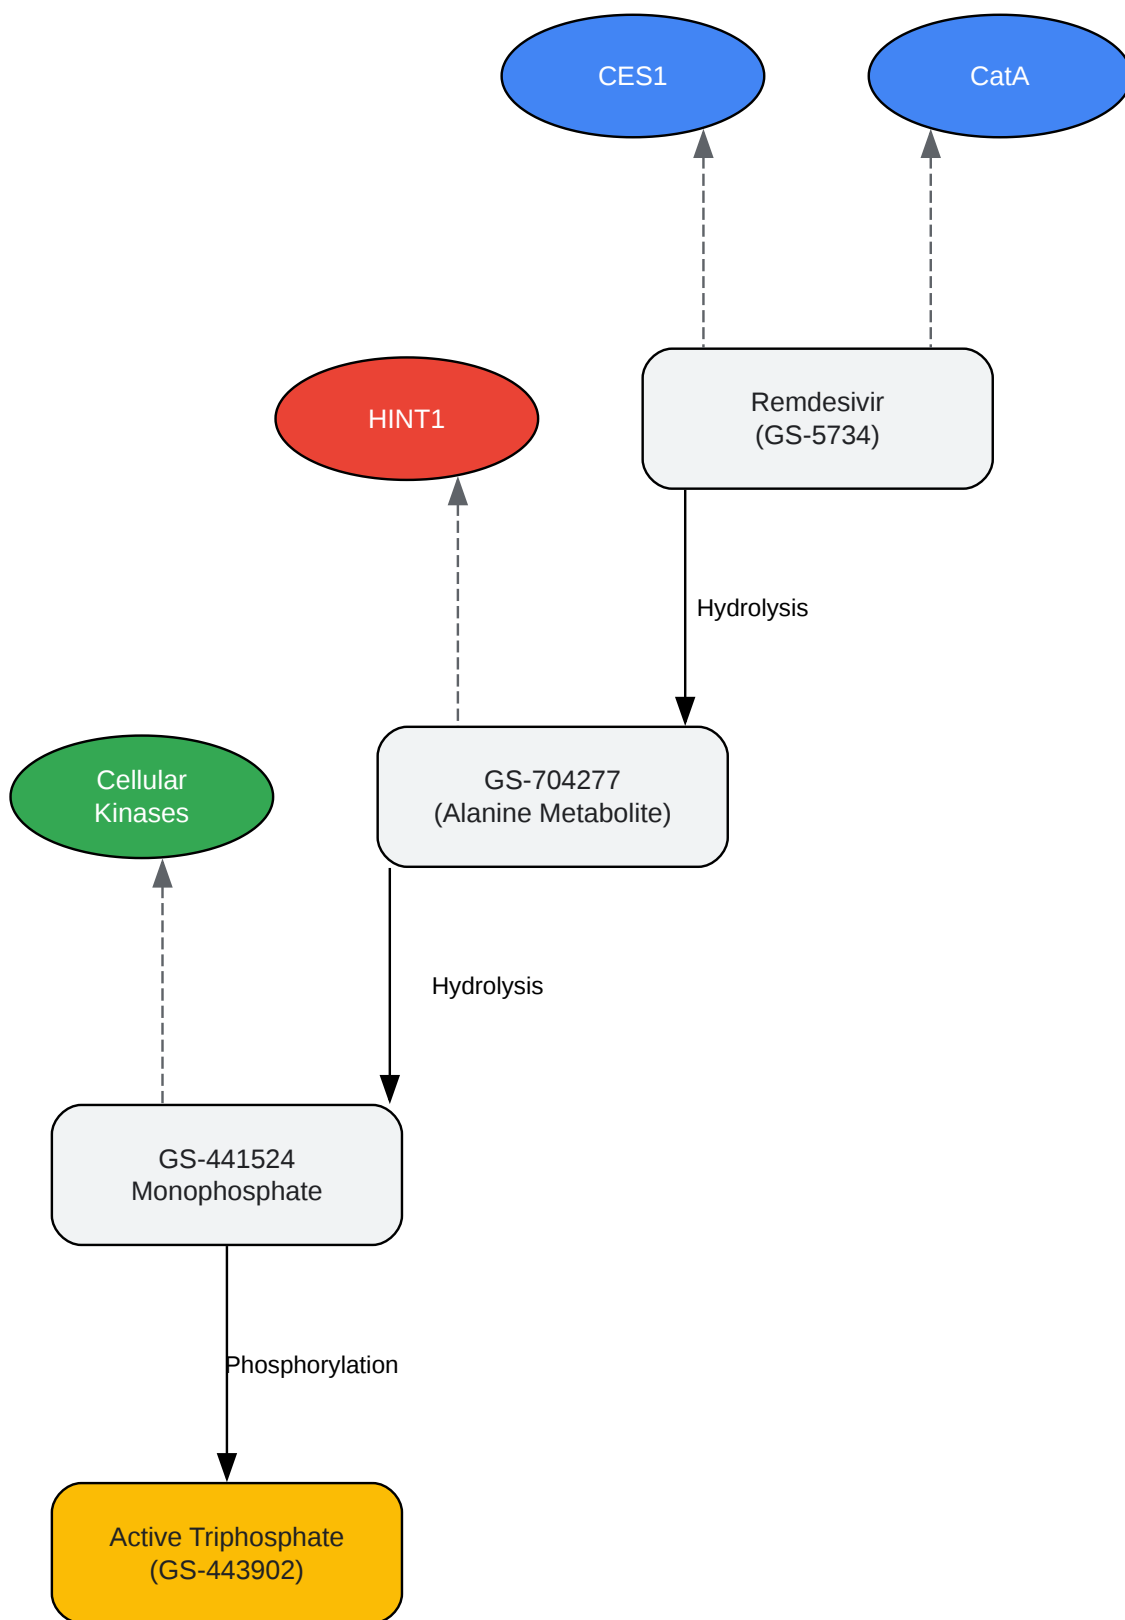 CES1
CatA
Remdesivir
(GS-5734)
HINT1
Hydrolysis
GS-704277
(Alanine Metabolite)
Cellular
Kinases
Hydrolysis
GS-441524
Monophosphate
Phosphorylation
Active Triphosphate
(GS-443902)